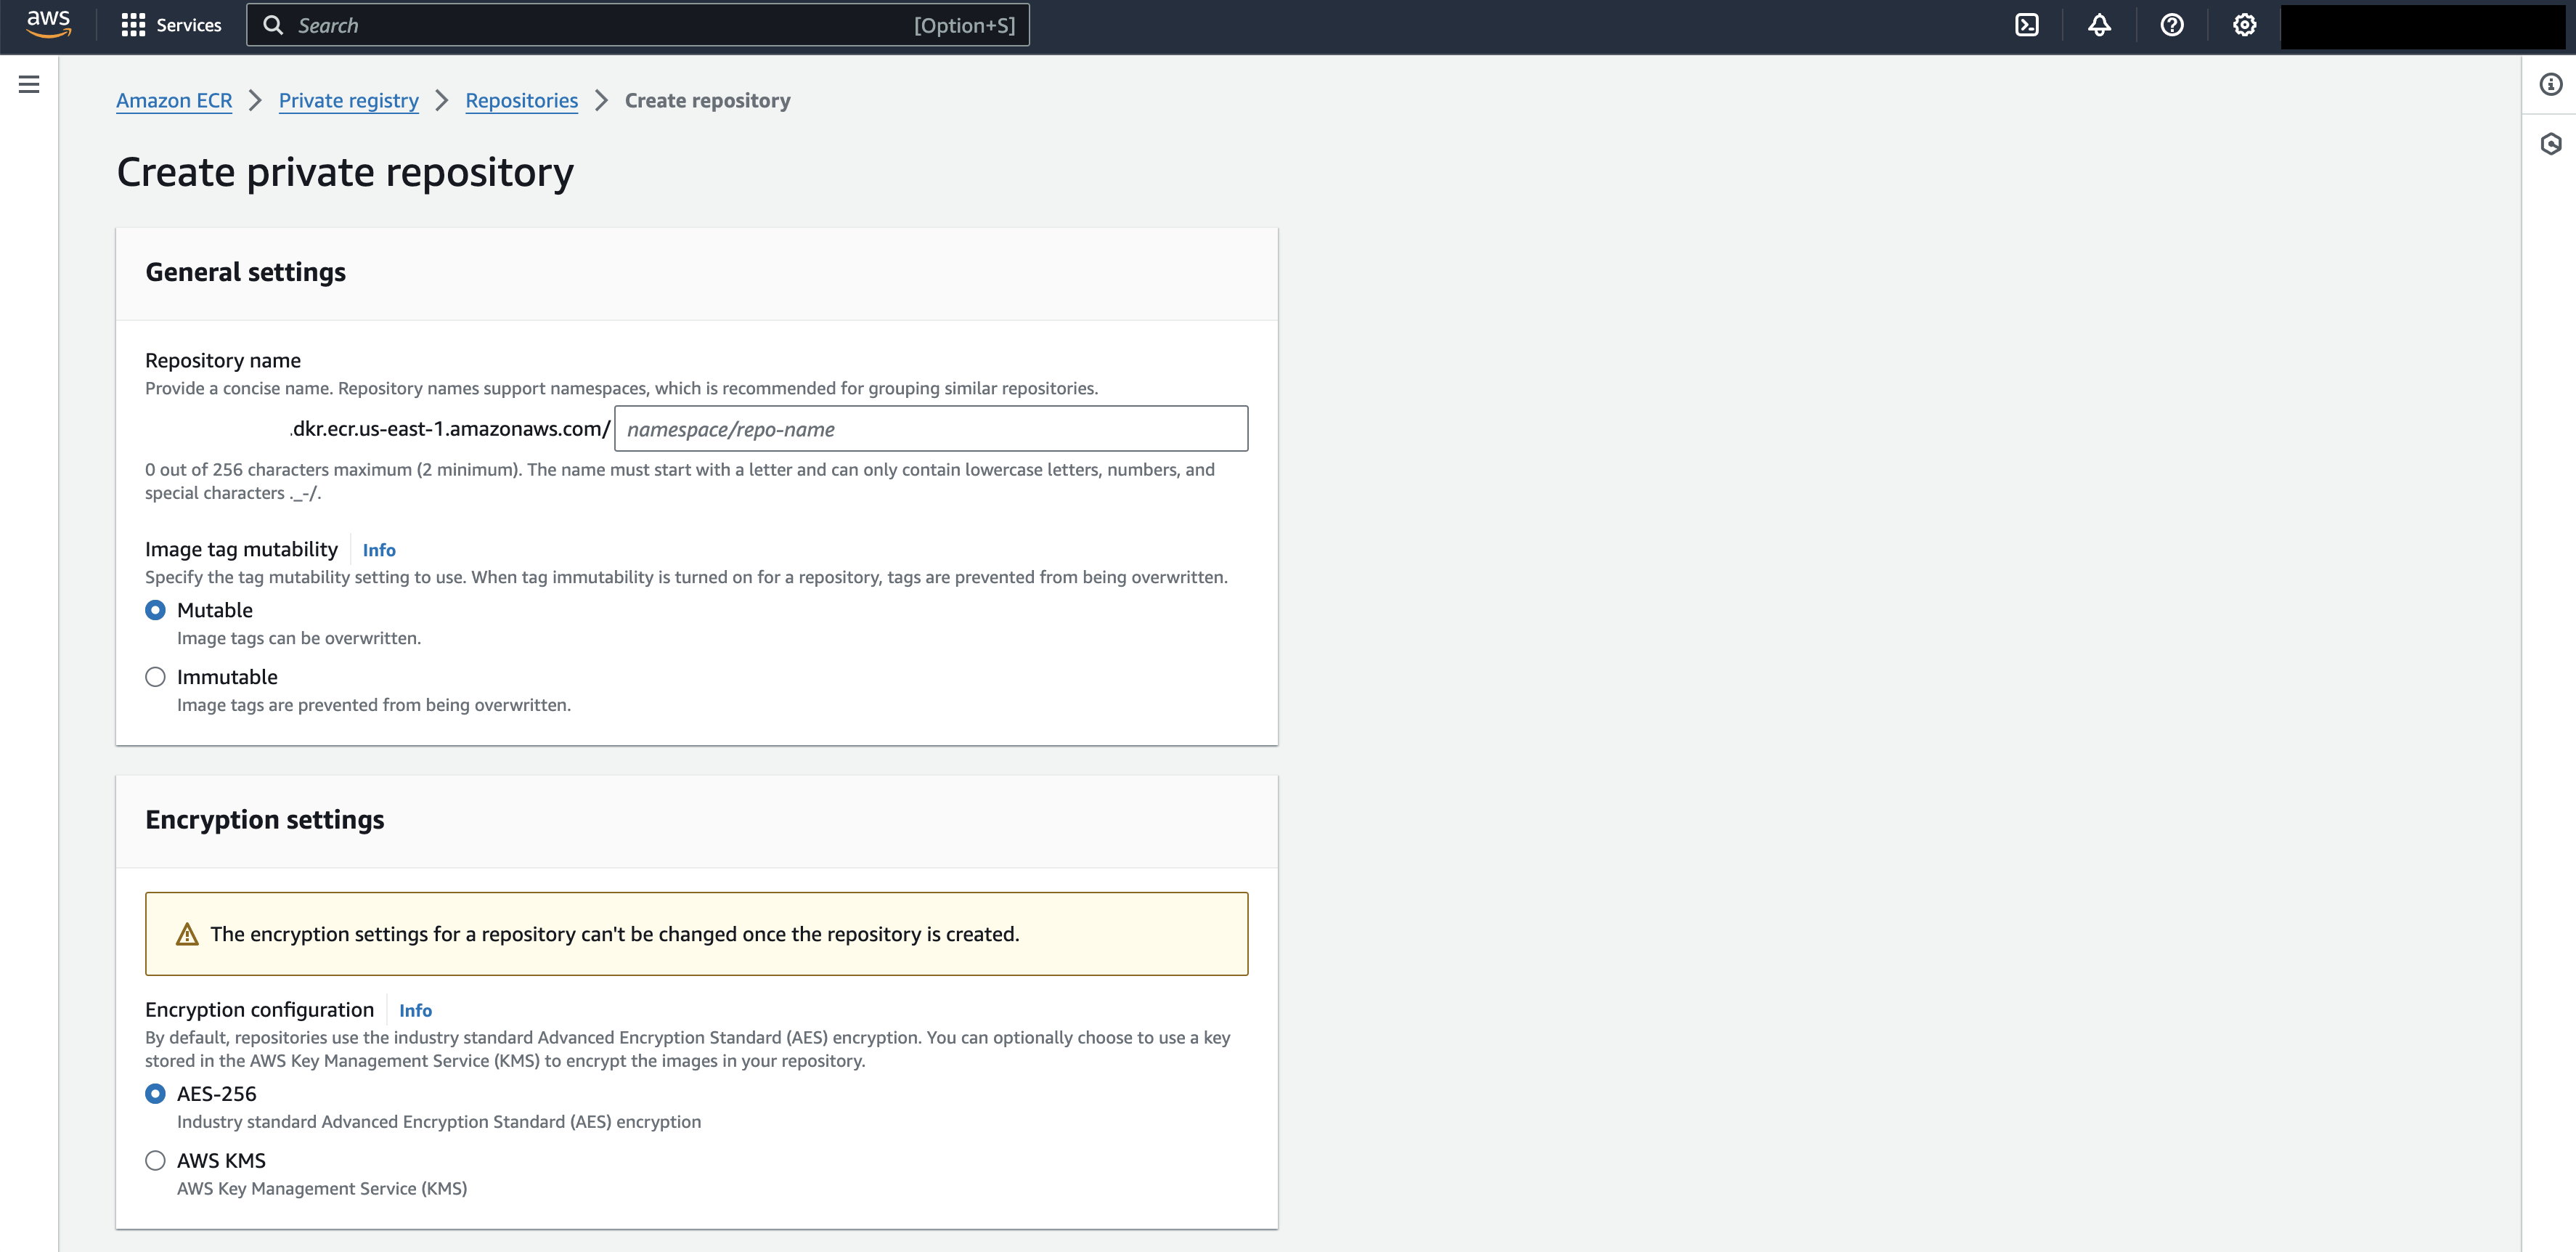 aws
Services
Search
[Option+S]
Amazon ECR
Private registry
Repositories
Create repository
Create private repository
General settings
Repository name
Provide a concise name. Repository names support namespaces, which is recommended for grouping similar repositories.
.dkr.ecr.us-east-1.amazonaws.com/
namespace/repo-name
0 out of 256 characters maximum (2 minimum). The name must start with a letter and can only contain lowercase letters, numbers, and
special characters ._-/.
Image tag mutability
Info
Specify the tag mutability setting to use. When tag immutability is turned on for a repository, tags are prevented from being overwritten.
Mutable
Image tags can be overwritten.
Immutable
Image tags are prevented from being overwritten.
Encryption settings
The encryption settings for a repository can't be changed once the repository is created.
Encryption configuration
Info
By default, repositories use the industry standard Advanced Encryption Standard (AES) encryption. You can optionally choose to use a key
stored in the AWS Key Management Service (KMS) to encrypt the images in your repository.
AES-256
Industry standard Advanced Encryption Standard (AES) encryption
AWS KMS
AWS Key Management Service (KMS)